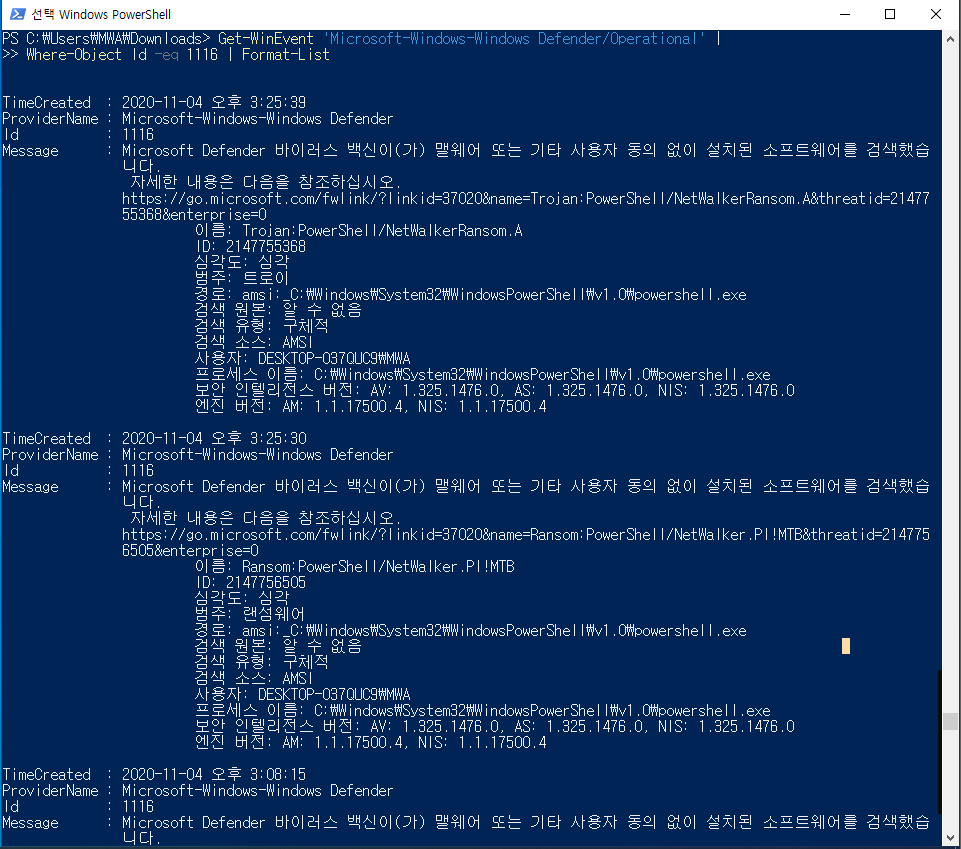 선택 Windows PowerShell
PS C:₩Users₩MWA₩Downloads> Get-WinEvent 'Microsoft-Windows-Windows Defender/Operational' |
>> Where-Object Id -eq 1116 | Format-List
TimeCreated : 2020-11-04 오후 3:25:39
ProviderName : Microsoft-Windows-Windows Defender
Id : 1116
Message : Microsoft Defender 바이러스 백신이(가) 맬웨어 또는 기타 사용자 동의 없이 설치된 소프트웨어를 검색했습
니다.
자세한 내용은 다음을 참조하십시오.
https://go.microsoft.com/fwlink/?linkid=37020&name=Trojan:PowerShell/NetWalkerRansom.A&threatid=21477
55368&enterprise=0
이름: Trojan:PowerShell/NetWalkerRansom.A
ID: 2147755368
심각도: 심각
범주: 트로이
경로: amsi:_C:₩Windows₩System32₩WindowsPowerShell₩v1.0₩powershell.exe
검색 원본: 알 수 없음
검색 유형: 구체적
검색 소스: AMSI
사용자: DESKTOP-037QUC9₩MWA
프로세스 이름: C:₩Windows₩System32₩WindowsPowerShell₩v1.0₩powershell.exe
보안 인텔리전스 버전: AV: 1.325.1476.0, AS: 1.325.1476.0, NIS: 1.325.1476.0
엔진 버전: AM: 1.1.17500.4, NIS: 1.1.17500.4
TimeCreated : 2020-11-04 오후 3:25:30
ProviderName : Microsoft-Windows-Windows Defender
Id : 1116
Message : Microsoft Defender 바이러스 백신이(가) 맬웨어 또는 기타 사용자 동의 없이 설치된 소프트웨어를 검색했습
니다.
자세한 내용은 다음을 참조하십시오.
https://go.microsoft.com/fwlink/?linkid=37020&name=Ransom:PowerShell/NetWalker.PI!MTB&threatid=214775
6505&enterprise=0
이름: Ransom:PowerShell/NetWalker.PI!MTB
ID: 2147756505
심각도: 심각
범주: 랜섬웨어
경로: amsi:_C:₩Windows₩System32₩WindowsPowerShell₩v1.0₩powershell.exe
검색 원본: 알 수 없음
검색 유형: 구체적
검색 소스: AMSI
사용자: DESKTOP-037QUC9₩MWA
프로세스 이름: C:₩Windows₩System32₩WindowsPowerShell₩v1.0₩powershell.exe
보안 인텔리전스 버전: AV: 1.325.1476.0, AS: 1.325.1476.0, NIS: 1.325.1476.0
엔진 버전: AM: 1.1.17500.4, NIS: 1.1.17500.4
TimeCreated : 2020-11-04 오후 3:08:15
ProviderName : Microsoft-Windows-Windows Defender
Id : 1116
Message : Microsoft Defender 바이러스 백신이(가) 맬웨어 또는 기타 사용자 동의 없이 설치된 소프트웨어를 검색했습
니다.